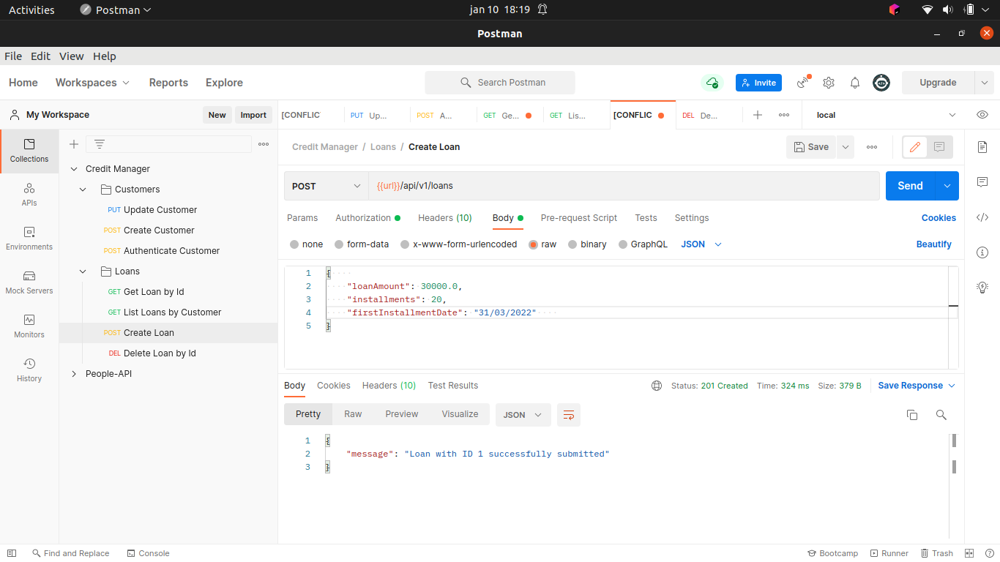 Activities Postman jan 10 18:19
Postman
File Edit View Help
Home Workspaces Reports Explore Search Postman Invite Upgrade
My Workspace New Import [CONFLIC PUT Up... POST A... GET Ge... GET Lis... [CONFLIC DEL De... local
Collections
APIs
Environments
Mock Servers
Monitors
History
Credit Manager
Customers
PUT Update Customer
POST Create Customer
POST Authenticate Customer
Loans
GET Get Loan by Id
GET List Loans by Customer
POST Create Loan
DEL Delete Loan by Id
People-API
Credit Manager / Loans / Create Loan Save
POST {{url}}/api/v1/loans Send
Params Authorization Headers (10) Body Pre-request Script Tests Settings Cookies
none form-data x-www-form-urlencoded raw binary GraphQL JSON Beautify
1 {
2 "loanAmount": 30000.0,
3 "installments": 20,
4 "firstInstallmentDate": "31/03/2022"
5 }
Body Cookies Headers (10) Test Results Status: 201 Created Time: 324 ms Size: 379 B Save Response
Pretty Raw Preview Visualize JSON
1 {
2 "message": "Loan with ID 1 successfully submitted"
3 }
Find and Replace Console Bootcamp Runner Trash